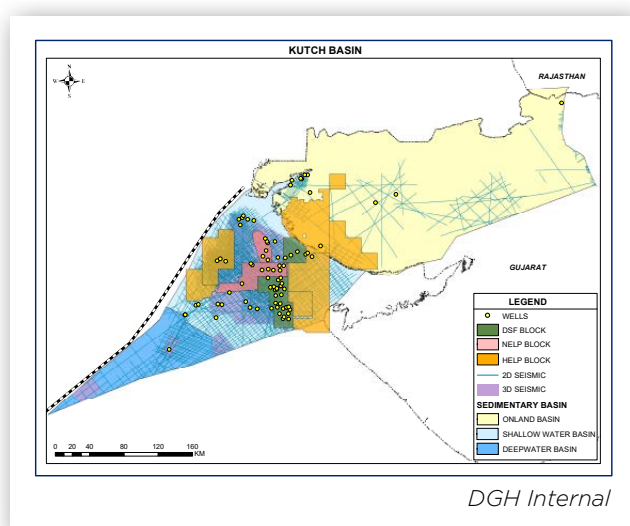 KUTCH BASIN
N
W E
S
RAJASTHAN
GUJARAT
LEGEND
WELLS
DSF BLOCK
NELP BLOCK
HELP BLOCK
2D SEISMIC
3D SEISMIC
SEDIMENTARY BASIN
ONLAND BASIN
SHALLOW WATER BASIN
DEEPWATER BASIN
0 20 40 80 120 160
KM
DGH Internal